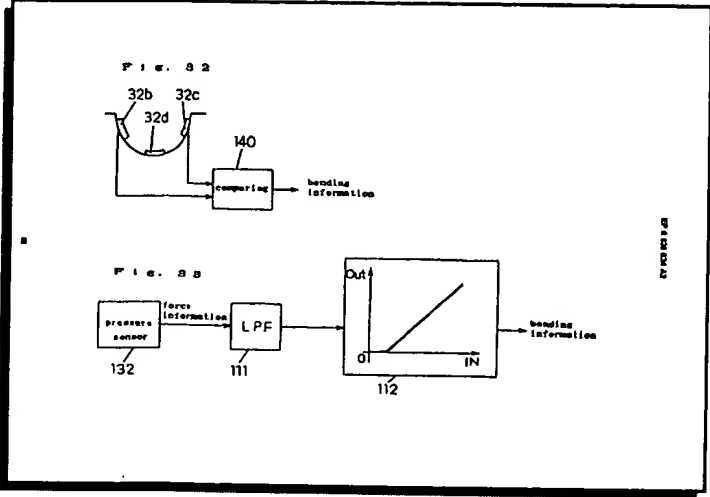 Fig. 32
32b
32c
32d
140
comparing
bending
information
Fig. 33
force
information
pressure
sensor
132
LPF
111
Out
0
IN
112
bending
information